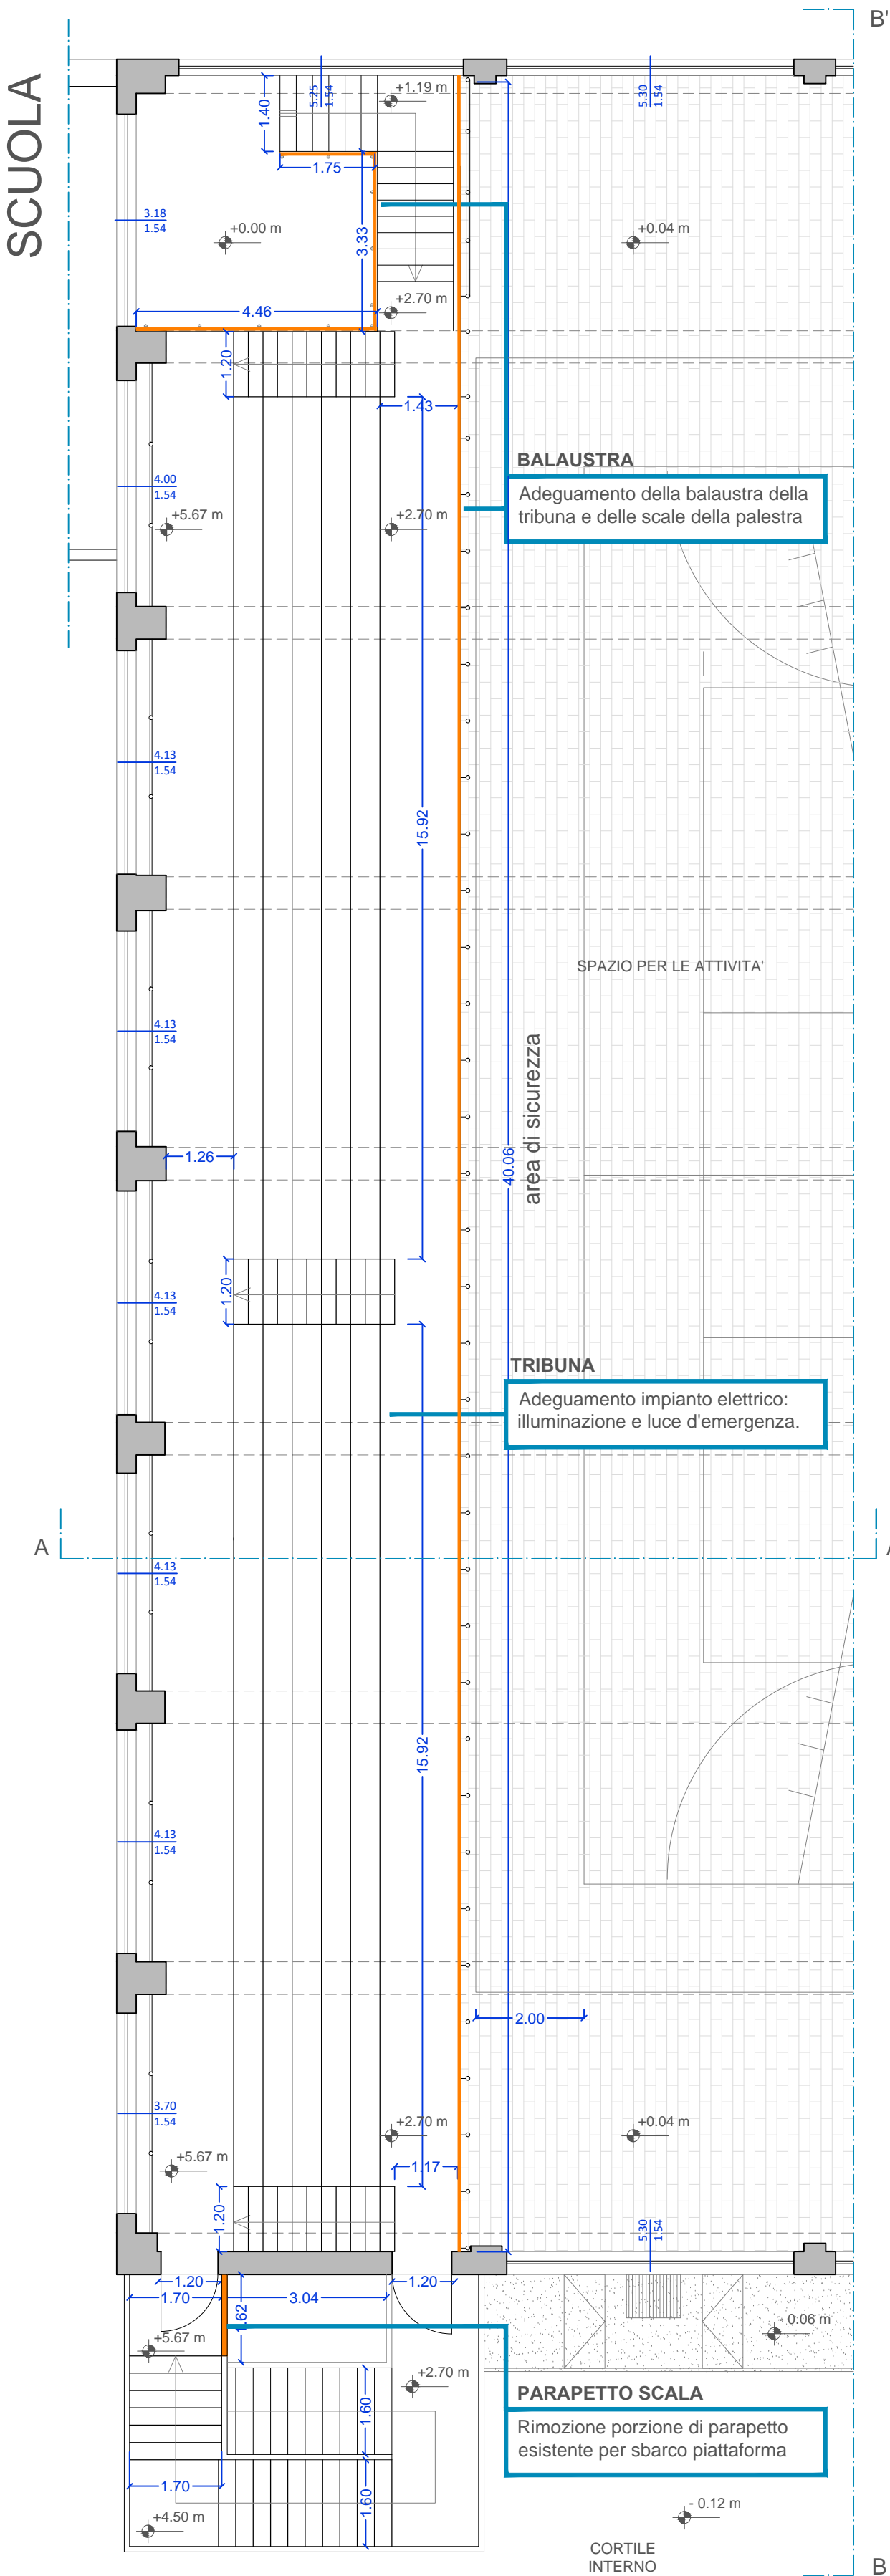 B'
SCUOLA
+1.19 m
5.25
1.54
5.30
1.54
1.40
1.75
3.18
1.54
+0.00 m
3.33
+0.04 m
4.46
+2.70 m
1.20
1.43
BALAUSTRA
4.00
1.54
Adeguamento della balaustra della
tribuna e delle scale della palestra
+5.67 m
+2.70 m
4.13
1.54
15.92
SPAZIO PER LE ATTIVITA'
4.13
1.54
area di sicurezza
40.06
1.26
1.20
4.13
1.54
TRIBUNA
Adeguamento impianto elettrico:
illuminazione e luce d'emergenza.
A
4.13
1.54
15.92
4.13
1.54
2.00
3.70
1.54
+2.70 m
+0.04 m
+5.67 m
1.17
1.20
5.30
1.54
1.20
1.20
1.70
3.04
1.62
- 0.06 m
+5.67 m
+2.70 m
PARAPETTO SCALA
1.60
Rimozione porzione di parapetto
esistente per sbarco piattaforma
1.70
1.60
+4.50 m
- 0.12 m
CORTILE
INTERNO
B